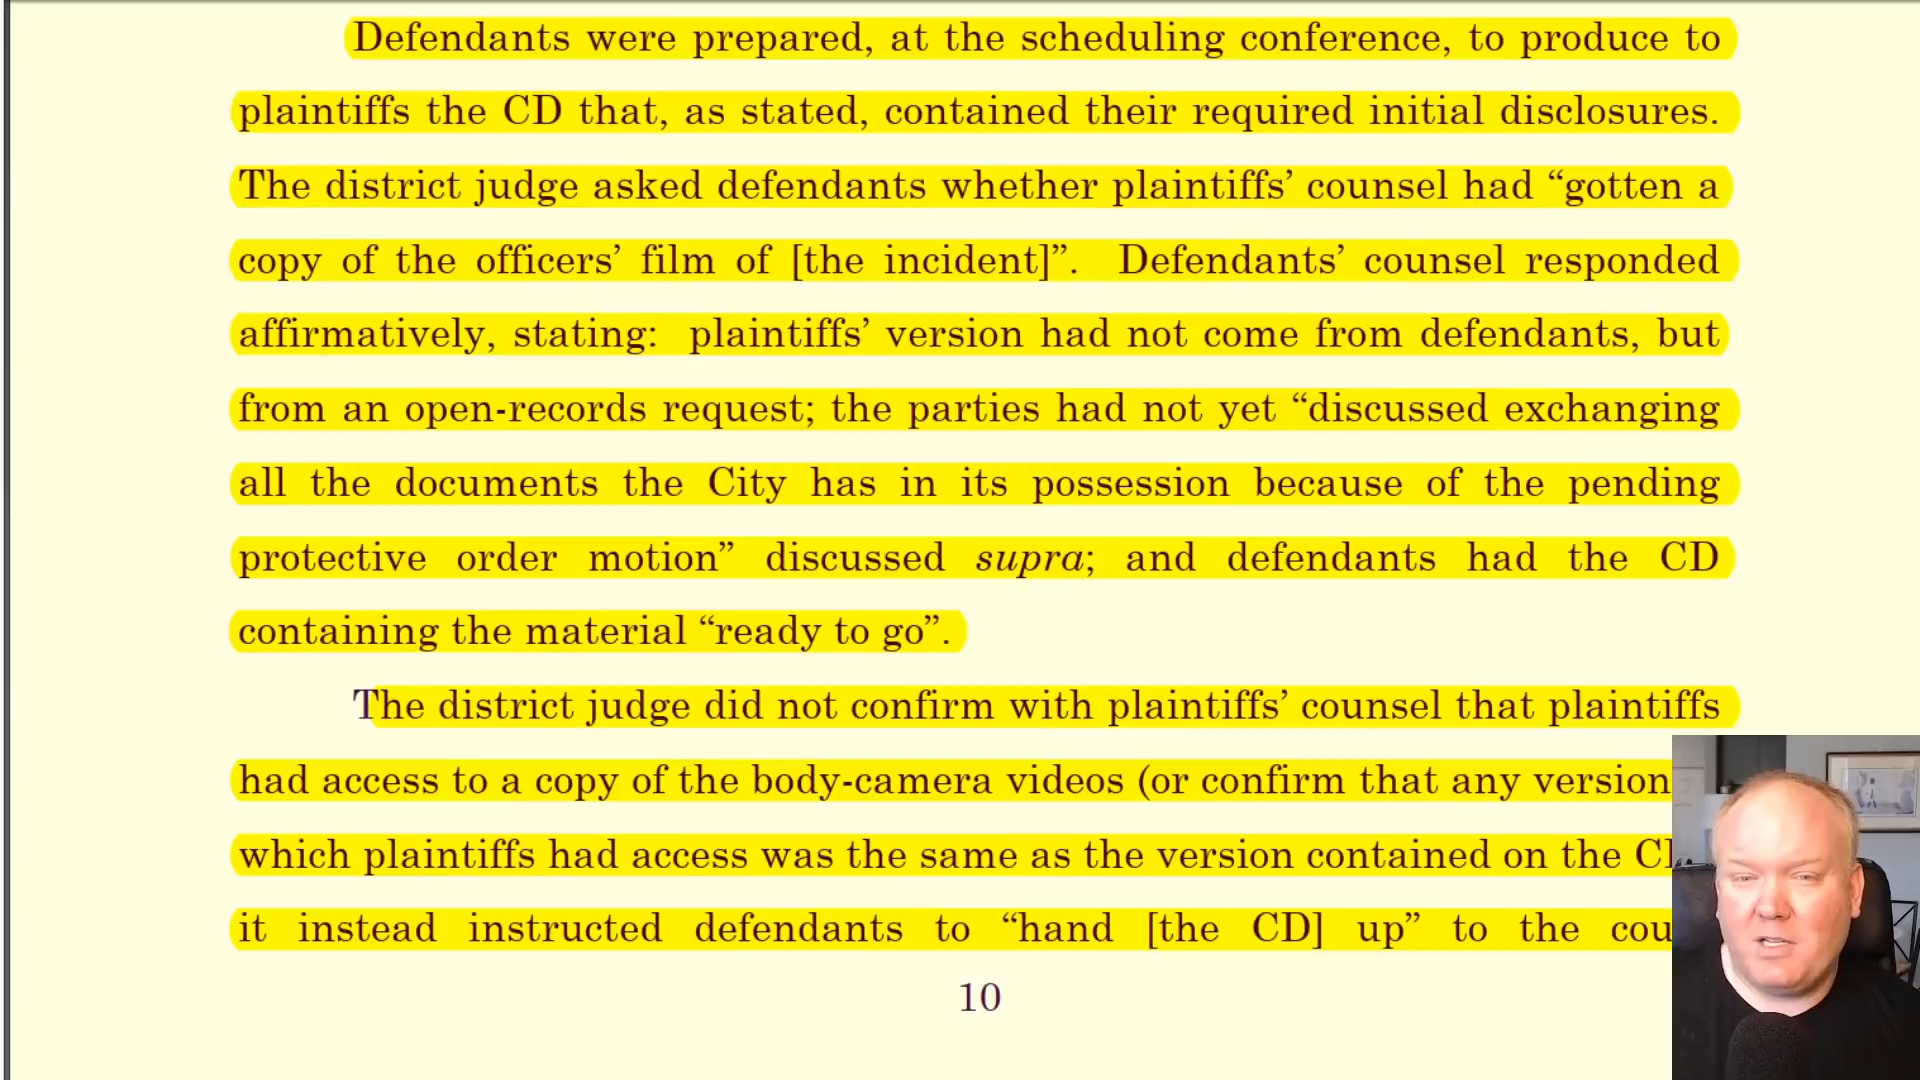 Defendants were prepared, at the scheduling conference, to produce to
plaintiffs the CD that, as stated, contained their required initial disclosures.
The district judge asked defendants whether plaintiffs’ counsel had “gotten a
copy of the officers’ film of [the incident]”. Defendants’ counsel responded
affirmatively, stating: plaintiffs’ version had not come from defendants, but
from an open-records request; the parties had not yet “discussed exchanging
all the documents the City has in its possession because of the pending
protective order motion” discussed supra; and defendants had the CD
containing the material “ready to go”.
The district judge did not confirm with plaintiffs’ counsel that plaintiffs
had access to a copy of the body-camera videos (or confirm that any version
which plaintiffs had access was the same as the version contained on the
it instead instructed defendants to “hand [the CD] up” to the
10